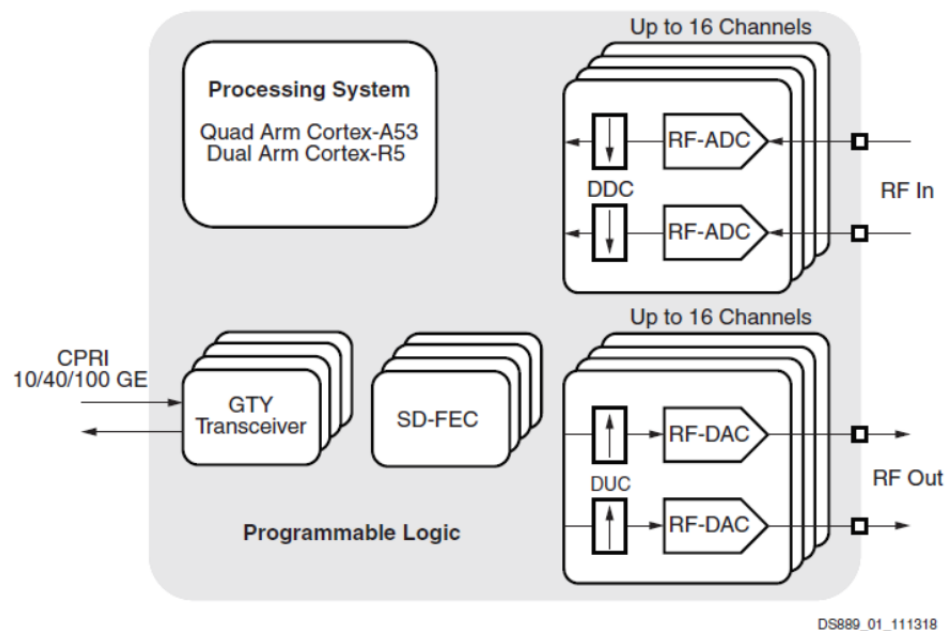 Up to 16 Channels
Processing System
Quad Arm Cortex-A53
Dual Arm Cortex-R5
RF-ADC
DDC
RF In
RF-ADC
Up to 16 Channels
CPRI
10/40/100 GE
GTY
Transceiver
SD-FEC
RF-DAC
DUC
RF Out
RF-DAC
Programmable Logic
DS889_01_111318